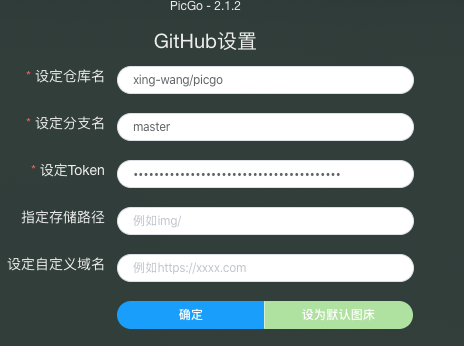 PicGo - 2.1.2
GitHub设置
* 设定仓库名 xing-wang/picgo
* 设定分支名 master
* 设定Token ••••••••••••••••••••••••••••••••••••••••
指定存储路径 例如img/
设定自定义域名 例如https://xxxx.com
确定 设为默认图床